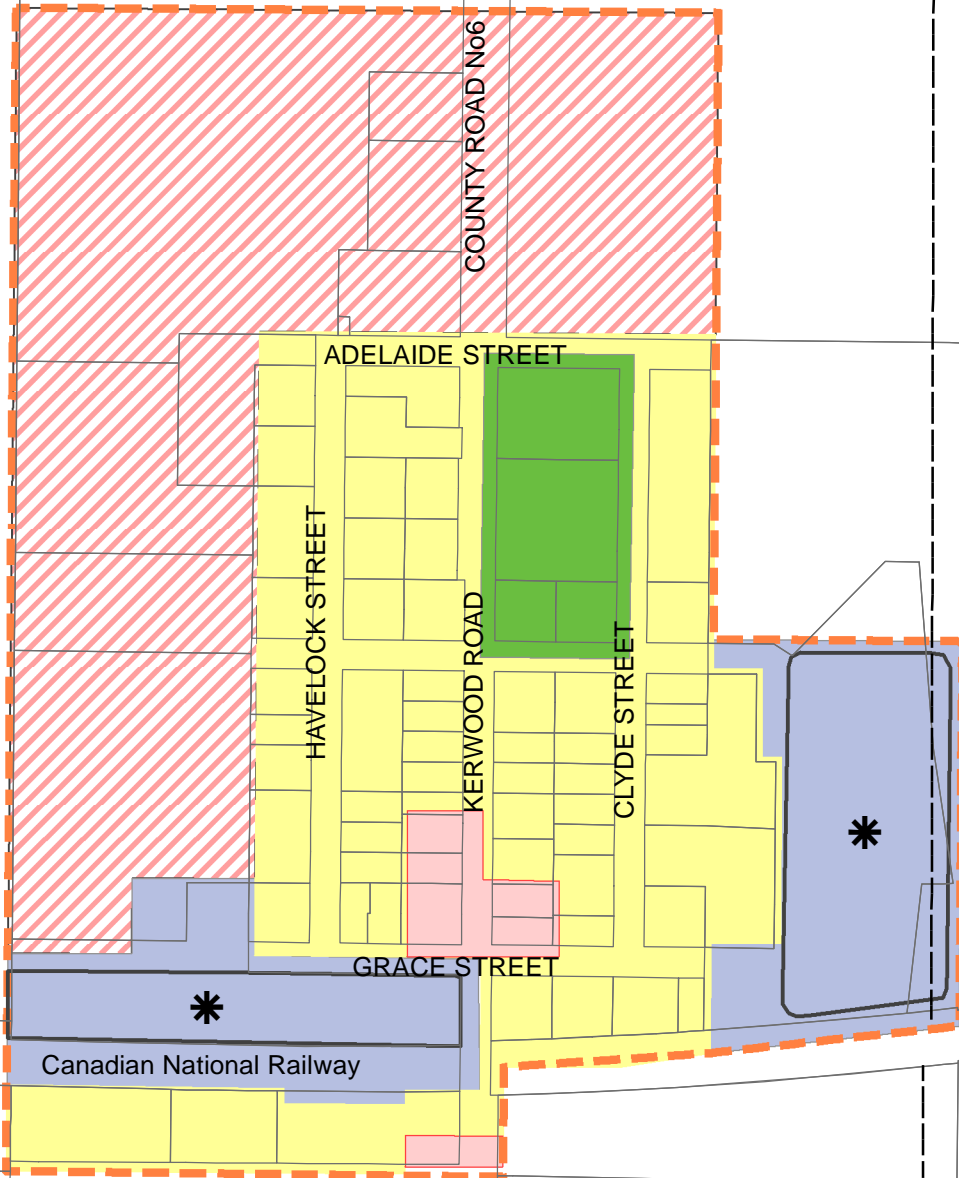 COUNTY ROAD No6
ADELAIDE STREET
HAVELOCK STREET
KERWOOD ROAD
CLYDE STREET
GRACE STREET
Canadian National Railway